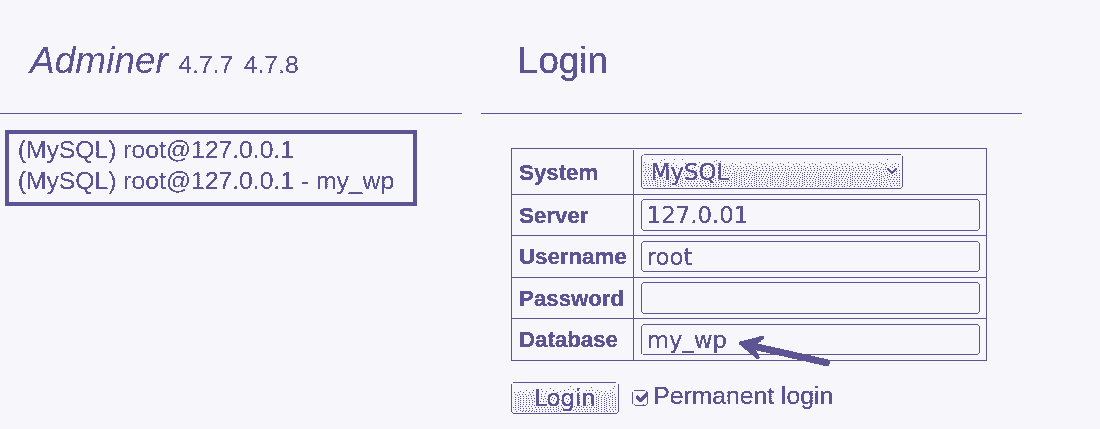 Adminer 4.7.7 4.7.8
(MySQL) root@127.0.0.1
(MySQL) root@127.0.0.1 - my_wp
Login
System MySQL
Server 127.0.01
Username root
Password
Database my_wp
Login Permanent login